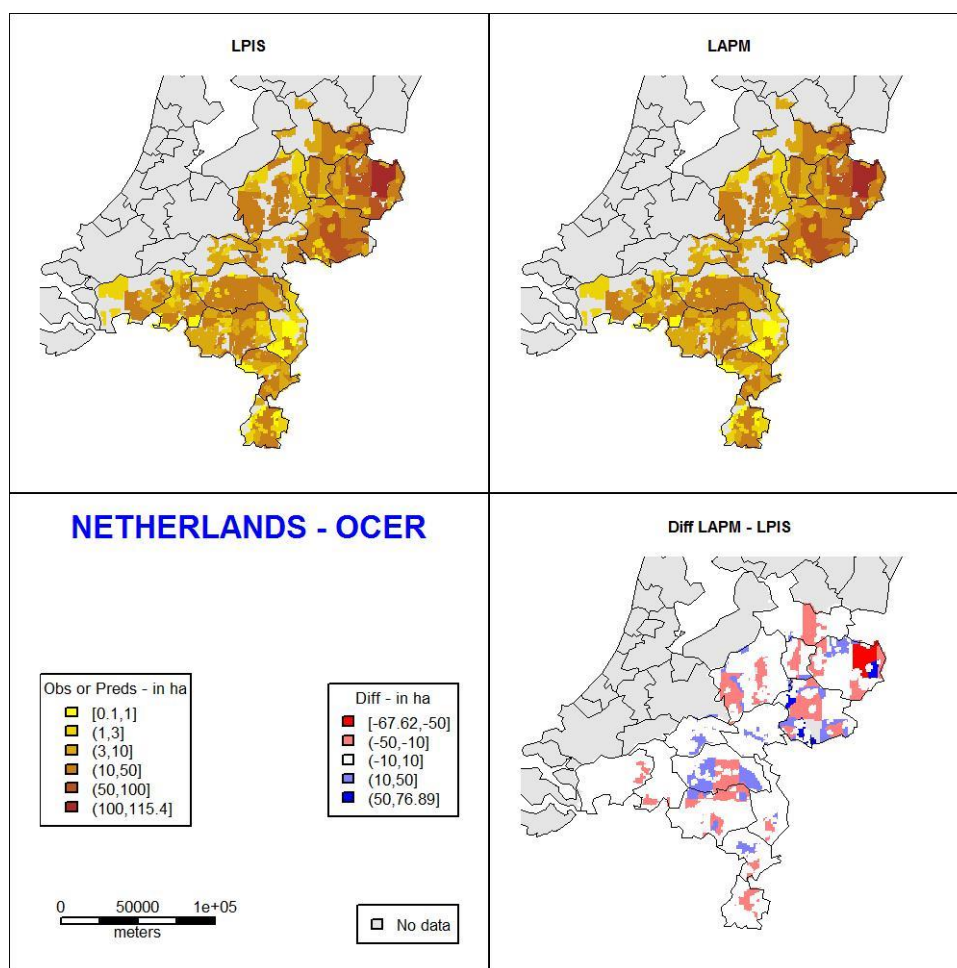 LPIS
LAPM
NETHERLANDS - OCER
Diff LAPM - LPIS
Obs or Preds - in ha
[0.1,1]
(1,3]
(3,10]
(10,50]
(50,100]
(100,115.4]
Diff - in ha
[-67.62,-50]
(-50,-10]
(-10,10]
(10,50]
(50,76.89]
0 50000 1e+05
meters
No data